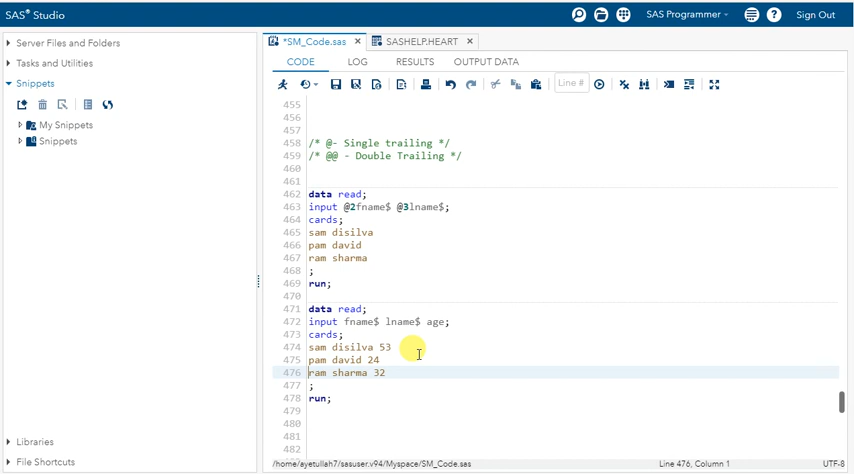 SAS® Studio
SAS Programmer
Sign Out
Server Files and Folders
Tasks and Utilities
Snippets
My Snippets
Snippets
Libraries
File Shortcuts
*SM_Code.sas
SASHELP.HEART
CODE
LOG
RESULTS
OUTPUT DATA
Line #
455
456
457
458 /* @- Single trailing */
459 /* @@ - Double Trailing */
460
461
462 data read;
463 input @2fname$ @3lname$;
464 cards;
465 sam disilva
466 pam david
467 ram sharma
468 ;
469 run;
470
471 data read;
472 input fname$ lname$ age;
473 cards;
474 sam disilva 53
475 pam david 24
476 ram sharma 32
477 ;
478 run;
479
480
481
482
/home/ayetullah7/sasuser.v94/Myspace/SM_Code.sas
Line 476, Column 1
UTF-8